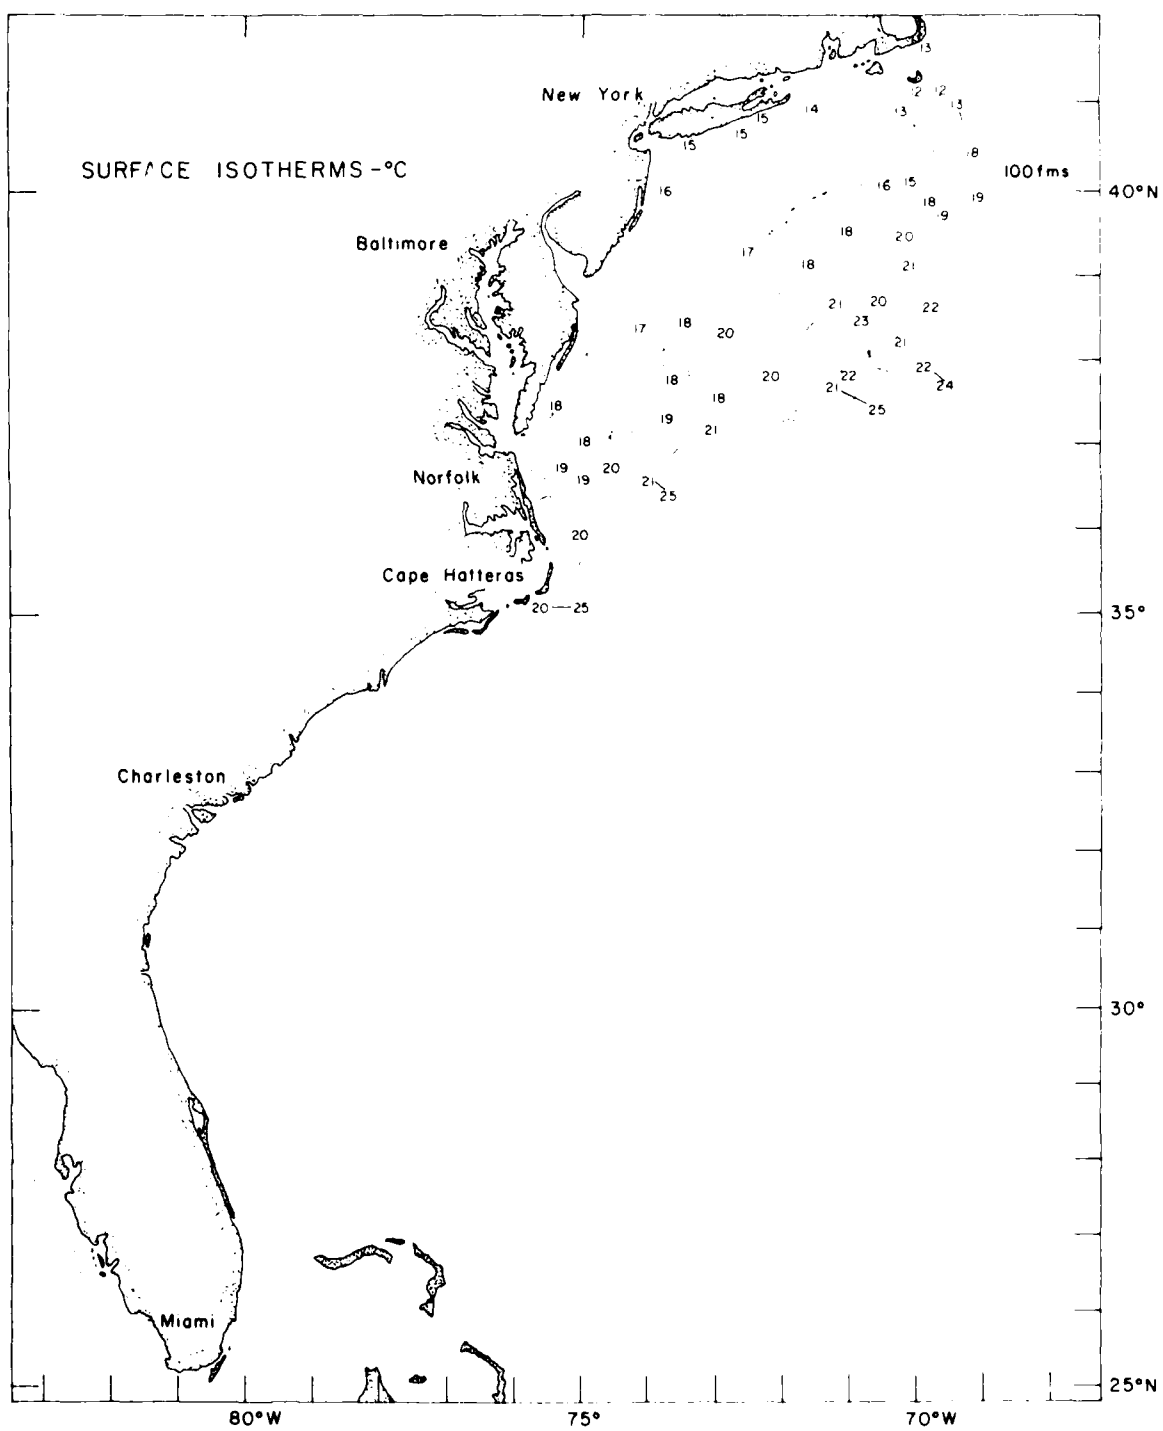 13
New York
12 12
14 13 13
15
15
15
SURFACE ISOTHERMS-°C
18
100fms
16 16 15 40°N
18 19
9
Baltimore
18 20
17
18 21
21 20 22
17 18 20 23
21
22
18 20 22 24
21
18 18 25
19 21
18
Norfolk 19 20
19 21
25
20
Cape Hatteras
20—25 35°
Charleston
30°
Miami
25°N
80°W 75° 70°W